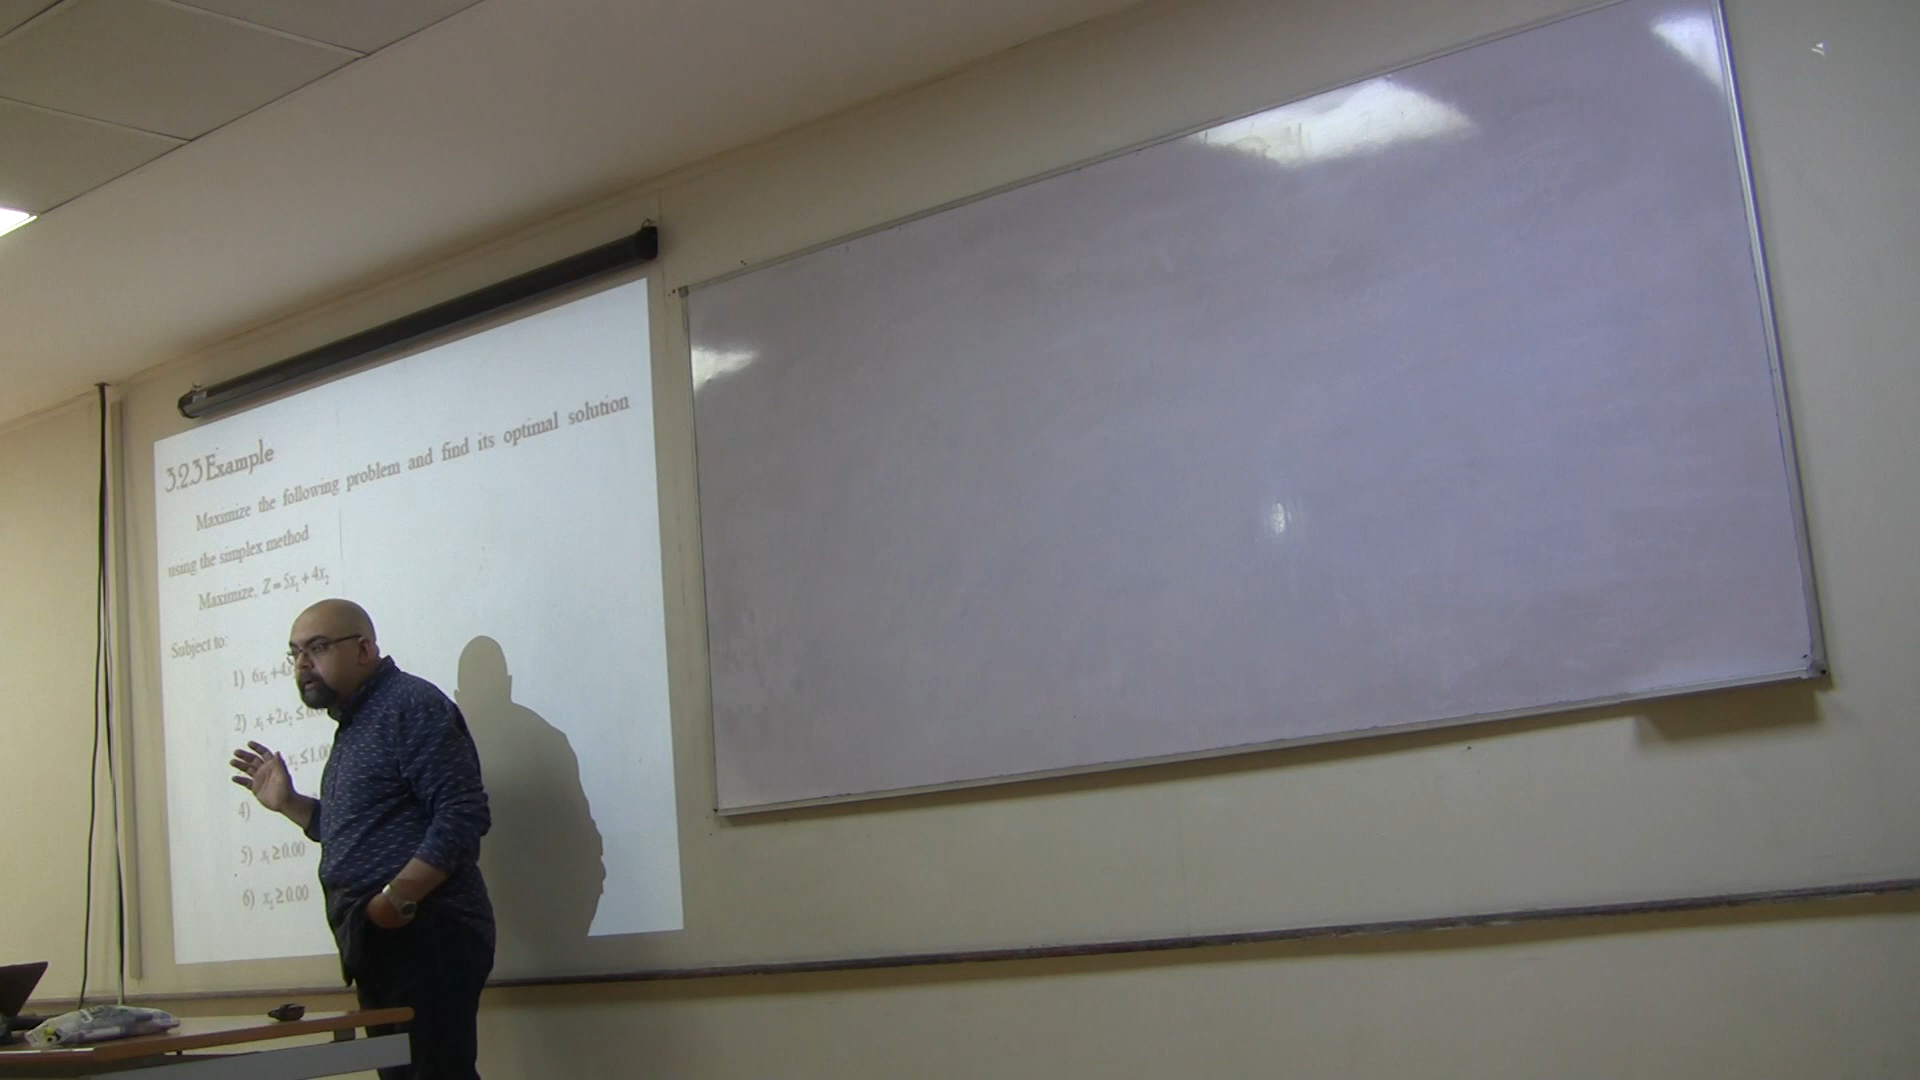 3.2.3 Example
Maximize the following problem and find its optimal solution
using the simplex method
Maximize, Z = 5x₁ + 4x₂
Subject to:
1) 6x₁ + 4x
2) x₁ + 2x₂ ≤ 6.0
x₂ ≤ 1.00
4)
5) x₁ ≥ 0.00
6) x₂ ≥ 0.00